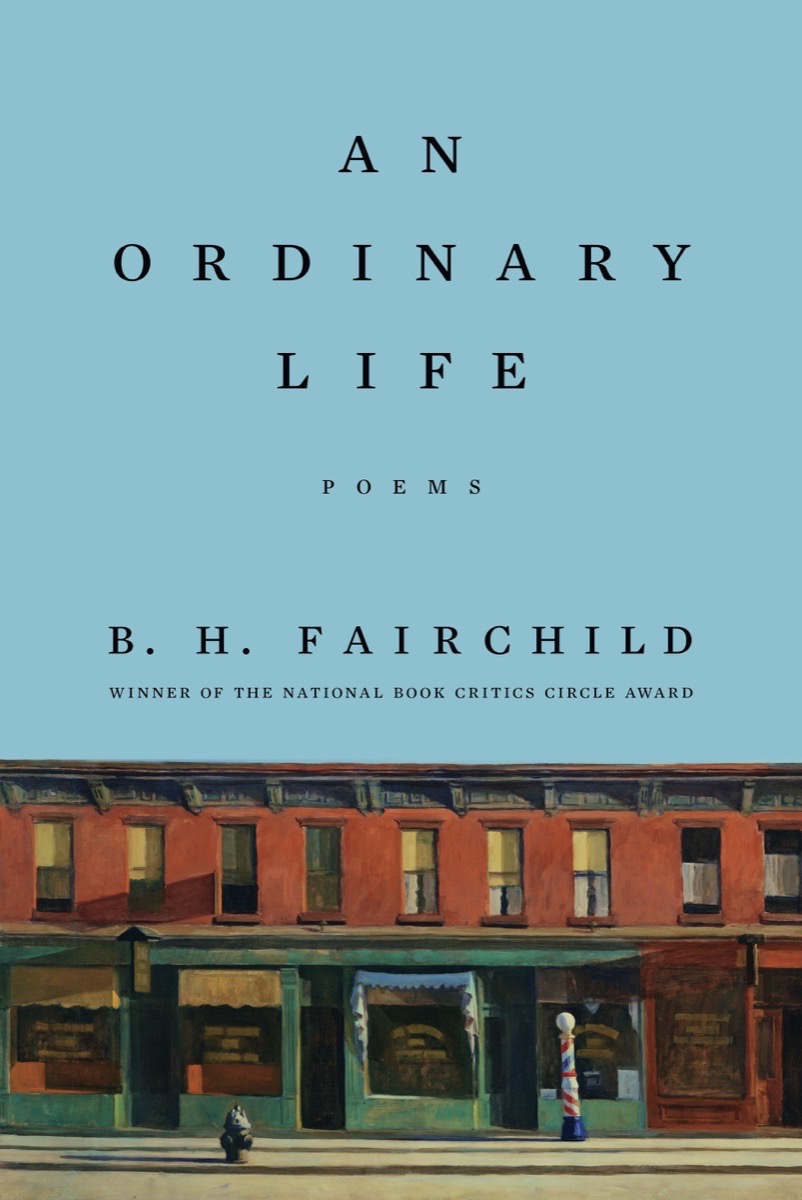 AN
ORDINARY
LIFE
POEMS
B. H. FAIRCHILD
WINNER OF THE NATIONAL BOOK CRITICS CIRCLE AWARD